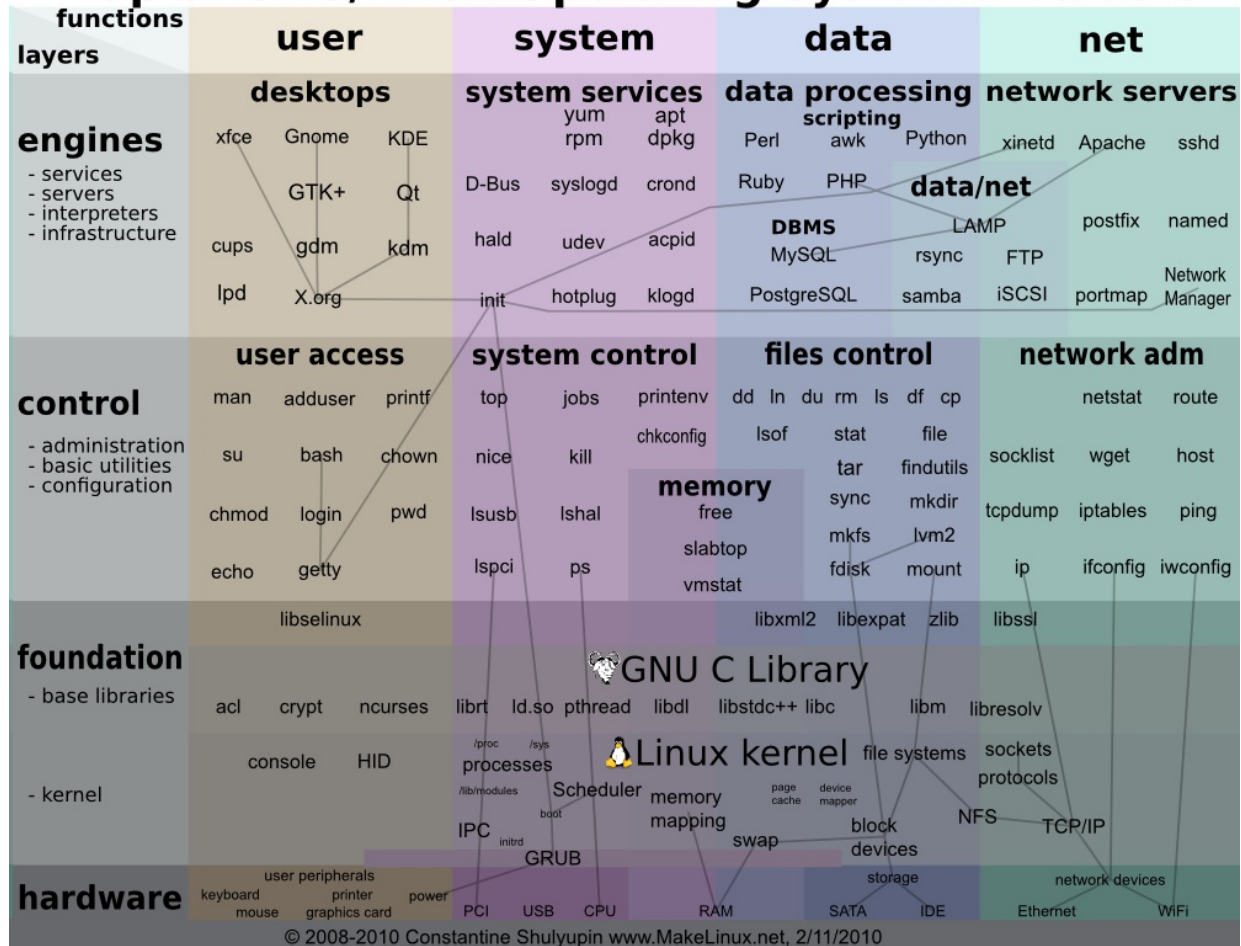 functions
layers
user system data net
engines
- services
- servers
- interpreters
- infrastructure
desktops
xfce Gnome KDE
GTK+ Qt
cups gdm kdm
lpd X.org
system services
yum apt
rpm dpkg
D-Bus syslogd crond
hald udev acpid
init hotplug klogd
data processing
scripting
Perl awk Python
Ruby PHP
data/net
DBMS
LAMP
MySQL
rsync FTP
PostgreSQL samba iSCSI
network servers
xinetd Apache sshd
postfix named
portmap Network
Manager
control
- administration
- basic utilities
- configuration
user access
man adduser printf
su bash chown
chmod login pwd
echo getty
system control
top jobs printenv
chkconfig
nice kill
lsusb lshal
lspci ps
memory
free
slabtop
vmstat
files control
dd ln du rm ls df cp
lsof stat file
tar findutils
sync mkdir
mkfs lvm2
fdisk mount
network adm
netstat route
socklist wget host
tcpdump iptables ping
ip ifconfig iwconfig
foundation
- base libraries
libselinux libxml2 libexpat zlib libssl
GNU C Library
acl crypt ncurses librt ld.so pthread libdl libstdc++ libc libm libresolv
- kernel
Linux kernel
console HID
/proc /sys
processes
/lib/modules Scheduler
boot
IPC
initrd
GRUB
memory
mapping
page
cache
device
mapper
swap
file systems
block
devices
sockets
protocols
NFS TCP/IP
hardware
user peripherals
keyboard printer power
mouse graphics card
PCI USB CPU RAM
storage
SATA IDE
network devices
Ethernet WiFi
© 2008-2010 Constantine Shulyupin www.MakeLinux.net, 2/11/2010